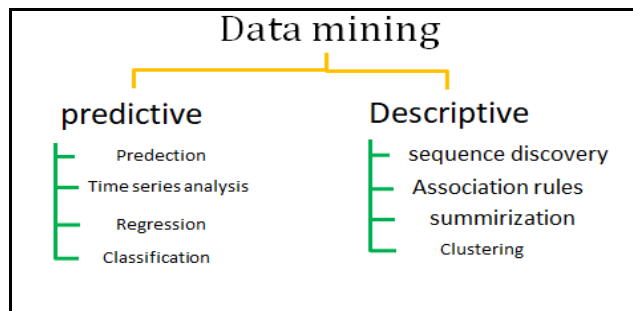 Data mining
predictive
Predection
Time series analysis
Regression
Classification
Descriptive
sequence discovery
Association rules
summirization
Clustering